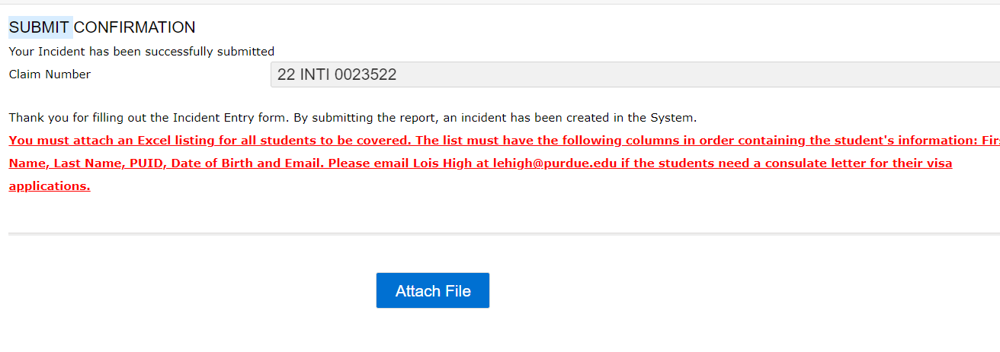 SUBMIT CONFIRMATION
Your Incident has been successfully submitted
Claim Number
22 INTI 0023522
Thank you for filling out the Incident Entry form. By submitting the report, an incident has been created in the System.
You must attach an Excel listing for all students to be covered. The list must have the following columns in order containing the student's information:
Name, Last Name, PUID, Date of Birth and Email. Please email Lois High at lehigh@purdue.edu if the students need a consulate letter for their visa
applications.
Attach File